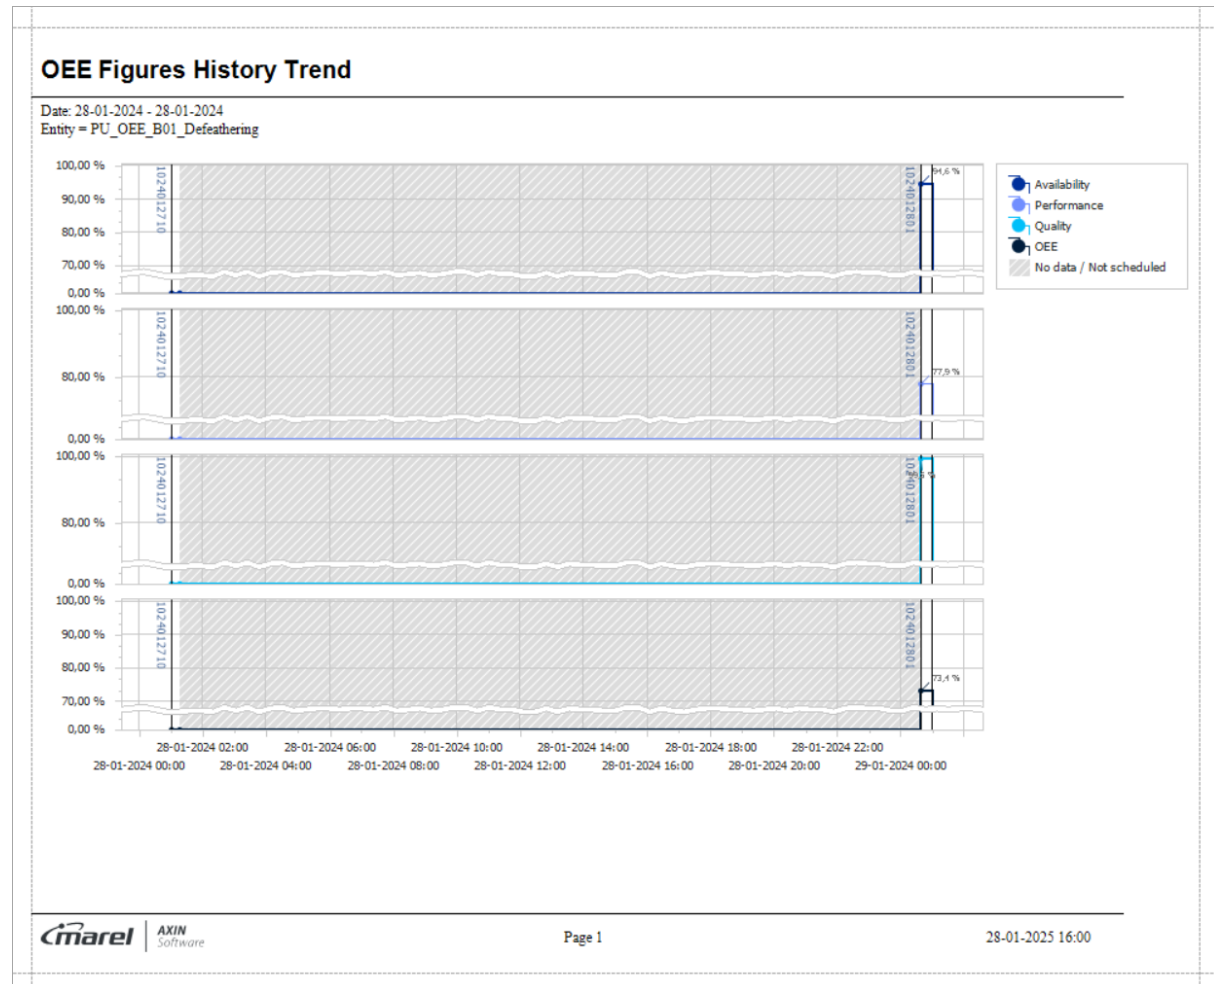 OEE Figures History Trend
Date: 28-01-2024 - 28-01-2024
Entity = PU_OEE_B01_Defeathering
100,00 %
90,00 %
80,00 %
70,00 %
0,00 %
1024012710
1024012801
94,6 %
Availability
Performance
Quality
OEE
No data / Not scheduled
100,00 %
80,00 %
0,00 %
1024012710
1024012801
77,9 %
100,00 %
80,00 %
0,00 %
1024012710
1024012801
100,00 %
90,00 %
80,00 %
70,00 %
0,00 %
1024012710
1024012801
73,4 %
28-01-2024 02:00 28-01-2024 06:00 28-01-2024 10:00 28-01-2024 14:00 28-01-2024 18:00 28-01-2024 22:00
28-01-2024 00:00 28-01-2024 04:00 28-01-2024 08:00 28-01-2024 12:00 28-01-2024 16:00 28-01-2024 20:00 29-01-2024 00:00
marel AXIN
Software
Page 1
28-01-2025 16:00